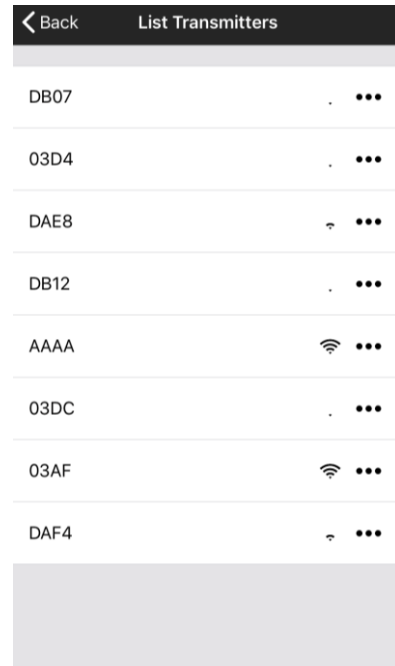 Back List Transmitters
DB07
03D4
DAE8
DB12
AAAA
03DC
03AF
DAF4